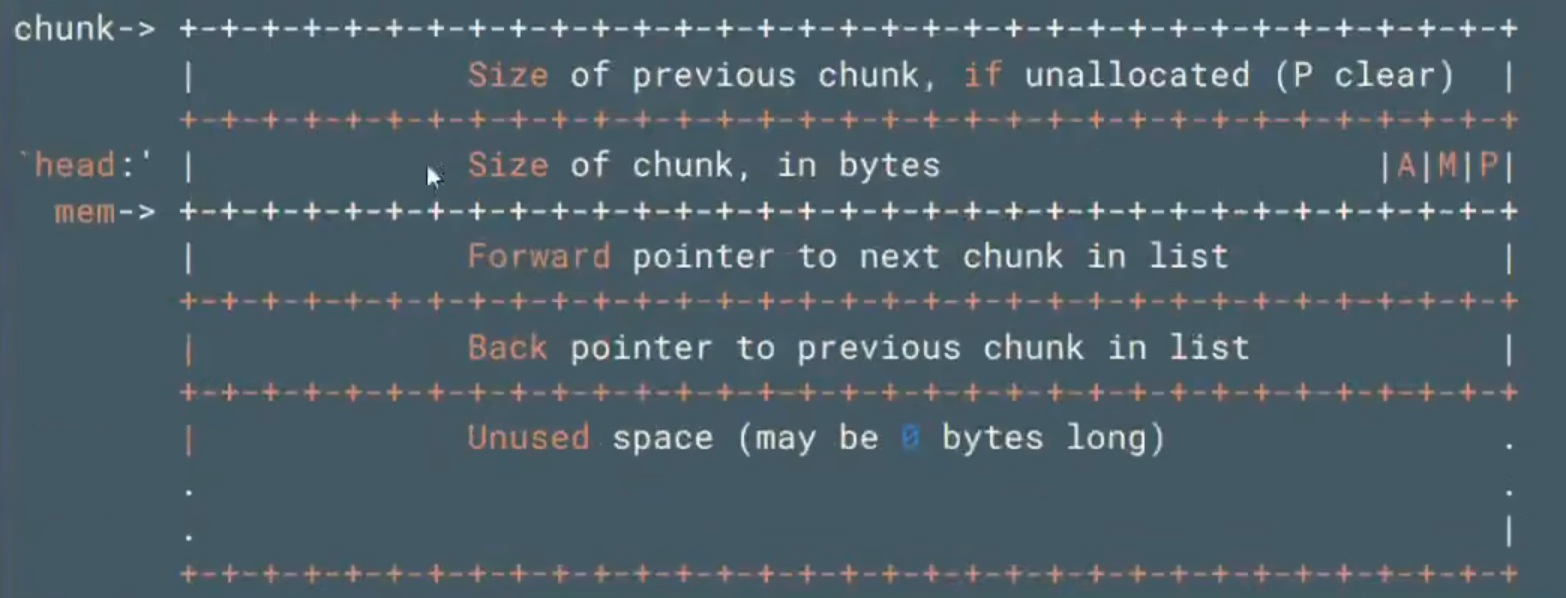 chunk-> +-+-+-+-+-+-+-+-+-+-+-+-+-+-+-+-+-+-+-+-+-+-+-+-+-+-+-+-+-+-+-+-+
| Size of previous chunk, if unallocated (P clear) |
+-+-+-+-+-+-+-+-+-+-+-+-+-+-+-+-+-+-+-+-+-+-+-+-+-+-+-+-+-+-+-+-+
`head:' | Size of chunk, in bytes |A|M|P|
mem-> +-+-+-+-+-+-+-+-+-+-+-+-+-+-+-+-+-+-+-+-+-+-+-+-+-+-+-+-+-+-+-+-+
| Forward pointer to next chunk in list |
+-+-+-+-+-+-+-+-+-+-+-+-+-+-+-+-+-+-+-+-+-+-+-+-+-+-+-+-+-+-+-+-+
| Back pointer to previous chunk in list |
+-+-+-+-+-+-+-+-+-+-+-+-+-+-+-+-+-+-+-+-+-+-+-+-+-+-+-+-+-+-+-+-+
| Unused space (may be 0 bytes long) .
. .
. |
+-+-+-+-+-+-+-+-+-+-+-+-+-+-+-+-+-+-+-+-+-+-+-+-+-+-+-+-+-+-+-+-+